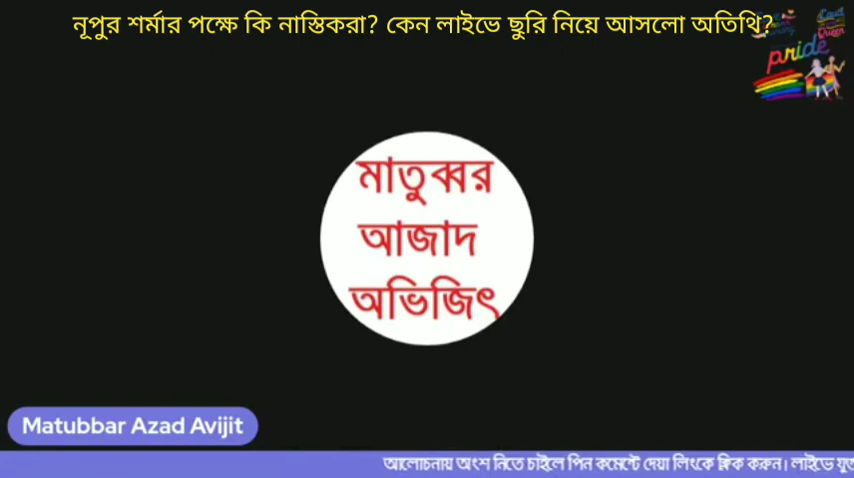 নূপুর শর্মার পক্ষে কি নাস্তিকরা? কেন লাইভে ছুরি নিয়ে আসলো অতিথি?
pride
Queen
মাতুব্বর
আজাদ
অভিজিৎ
Matubbar Azad Avijit
আলোচনায় অংশ নিতে চাইলে পিন কমেন্টে দেয়া লিংকে ক্লিক করুন। লাইভে যুক্ত